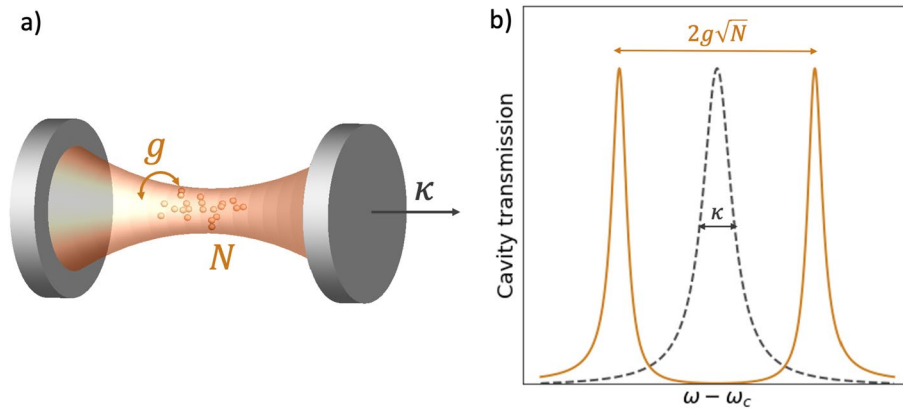 a)
g
N
κ
b)
2g√N
κ
Cavity transmission
ω − ω_c